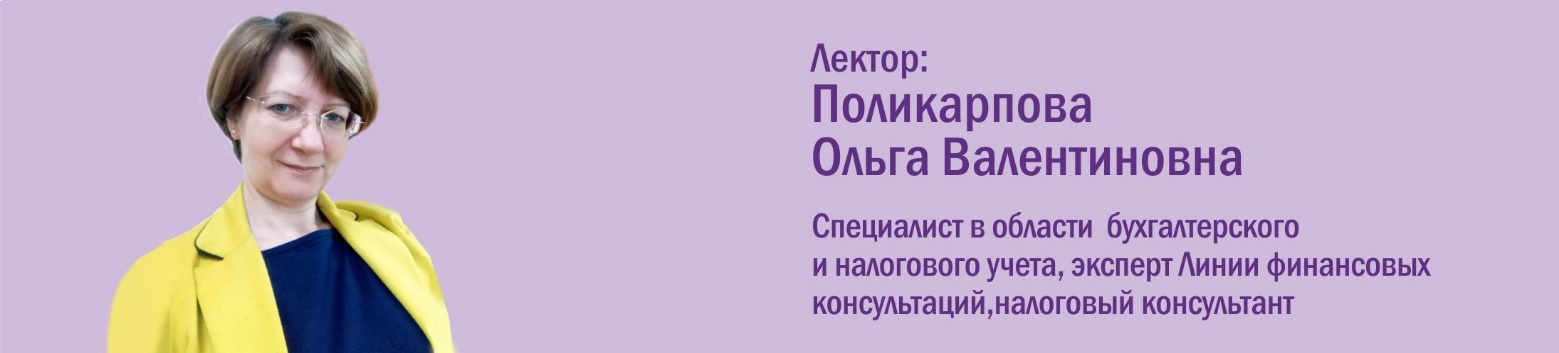 Лектор:
Поликарпова
Ольга Валентиновна
Специалист в области бухгалтерского
и налогового учета, эксперт Линии финансовых
консультаций,налоговый консультант